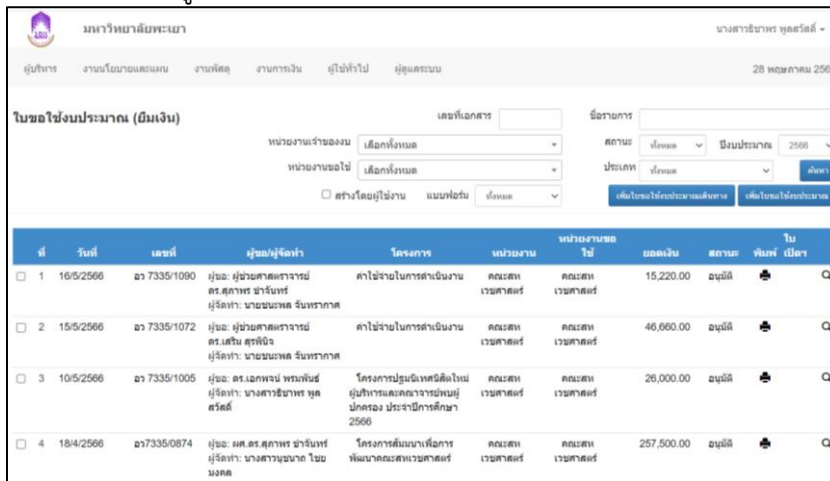 มหาวิทยาลัยพะเยา
นางสาวธิชาพร พูลสวัสดิ์
ผู้บริหาร งานนโยบายและแผน งานพัสดุ งานการเงิน ผู้ใช้ทั่วไป ผู้ดูแลระบบ
28 พฤษภาคม 256
ใบขอใช้งบประมาณ (ยืมเงิน)
เลขที่เอกสาร ชื่อรายการ
หน่วยงานเจ้าของงบ เลือกทั้งหมด สถานะ ทั้งหมด ปีงบประมาณ 2566
หน่วยงานขอใช้ เลือกทั้งหมด ประเภท ทั้งหมด ค้นหา
สร้างโดยผู้ใช้งาน แบบฟอร์ม ทั้งหมด เพิ่มใบขอใช้งบประมาณเดินทาง เพิ่มใบขอใช้งบประมาณ
ที่ วันที่ เลขที่ ผู้ขอ/ผู้จัดทำ โครงการ หน่วยงาน หน่วยงานขอ ยอดเงิน สถานะ พิมพ์ ใบ
ใช้ เปิดฯ
1 16/5/2566 อว 7335/1090 ผู้ขอ: ผู้ช่วยศาสตราจารย์ ค่าใช้จ่ายในการดำเนินงาน คณะสห คณะสห 15,220.00 อนุมัติ
ดร.สุภาพร ขำจันทร์ เวชศาสตร์ เวชศาสตร์
ผู้จัดทำ: นายชนะพล จันทรากาศ
2 15/5/2566 อว 7335/1072 ผู้ขอ: ผู้ช่วยศาสตราจารย์ ค่าใช้จ่ายในการดำเนินงาน คณะสห คณะสห 46,660.00 อนุมัติ
ดร.เสริม สุรพินิจ เวชศาสตร์ เวชศาสตร์
ผู้จัดทำ: นายชนะพล จันทรากาศ
3 10/5/2566 อว 7335/1005 ผู้ขอ: ดร.เอกพจน์ พรมพันธ์ โครงการปฐมนิเทศนิสิตใหม่ คณะสห คณะสห 26,000.00 อนุมัติ
ผู้จัดทำ: นางสาวธิชาพร พูล ผู้บริหารและคณาจารย์พบผู้ เวชศาสตร์ เวชศาสตร์
สวัสดิ์ ปกครอง ประจำปีการศึกษา
2566
4 18/4/2566 อว7335/0874 ผู้ขอ: ผศ.ดร.สุภาพร ขำจันทร์ โครงการสัมมนาเพื่อการ คณะสห คณะสห 257,500.00 อนุมัติ
ผู้จัดทำ: นางสาวนุชนาถ ไชย พัฒนาคณะสหเวชศาสตร์ เวชศาสตร์ เวชศาสตร์
มงคล